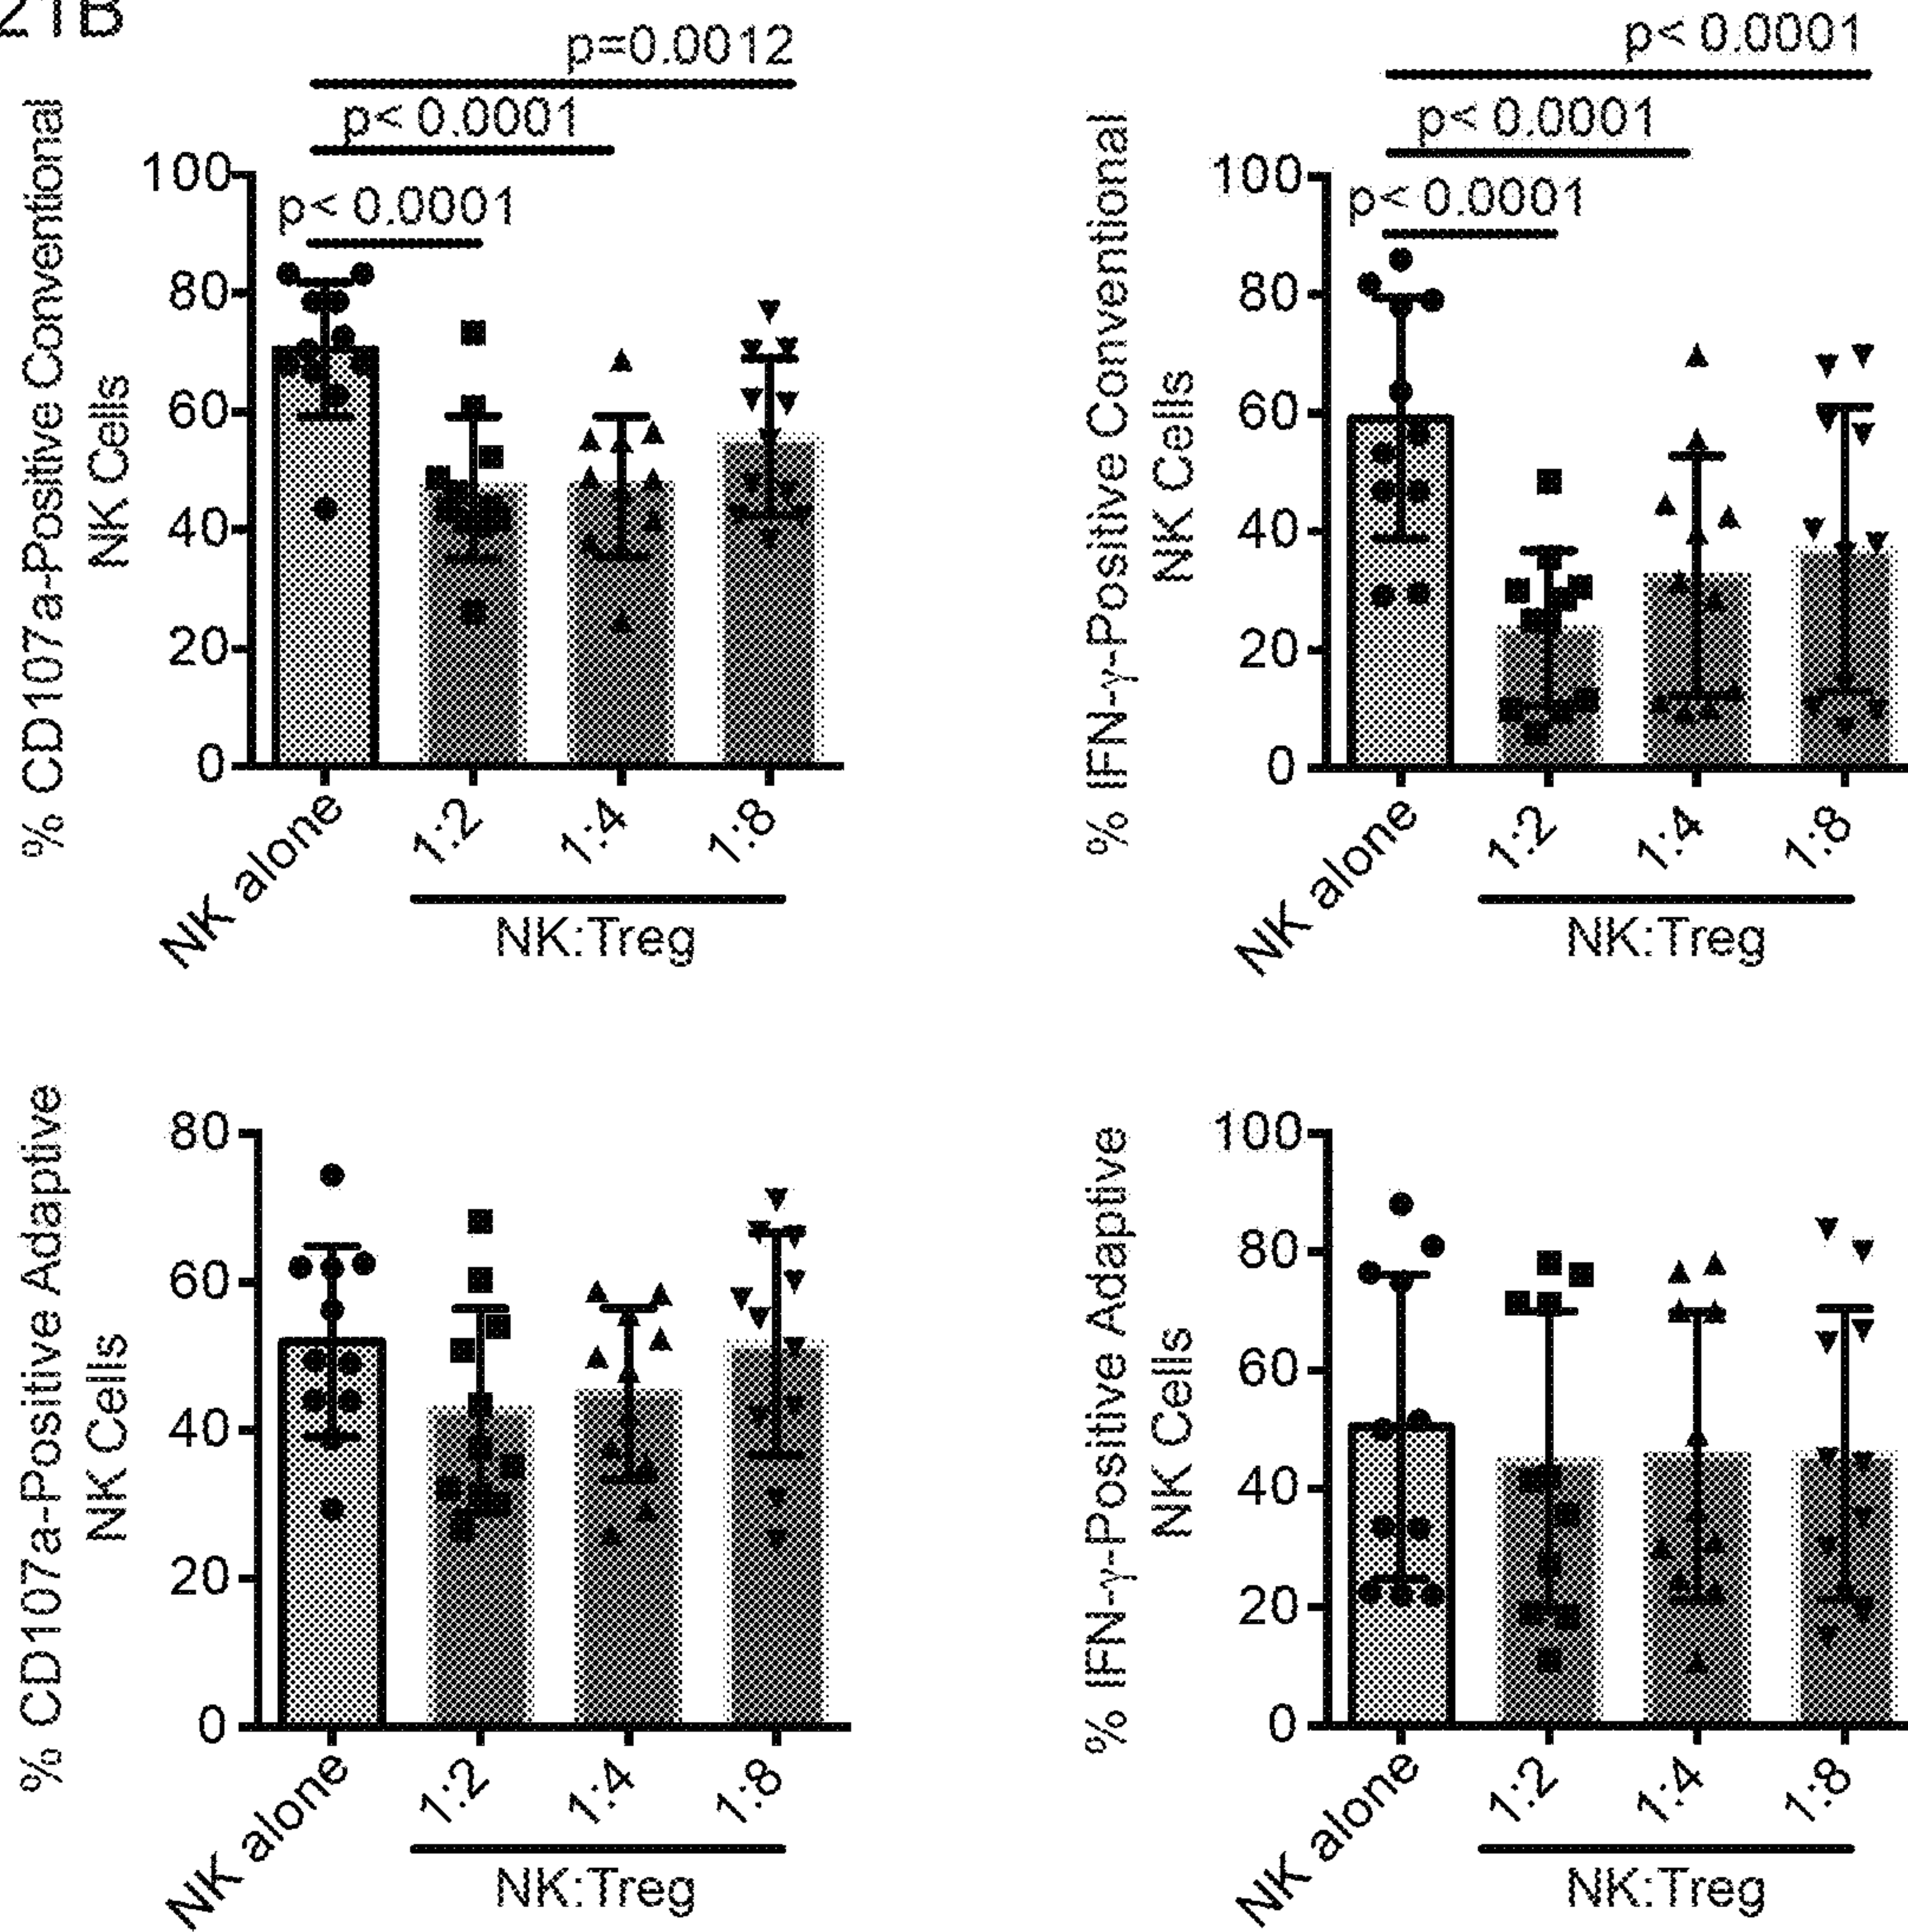 21B
p=0.0012
p< 0.0001
p< 0.0001
% CD107a-Positive Conventional
NK Cells
100
80
60
40
20
0
NK alone
1:2
1:4
1:8
NK:Treg
p< 0.0001
p< 0.0001
p< 0.0001
% IFN-γ-Positive Conventional
NK Cells
100
80
60
40
20
0
NK alone
1:2
1:4
1:8
NK:Treg
% CD107a-Positive Adaptive
NK Cells
80
60
40
20
0
NK alone
1:2
1:4
1:8
NK:Treg
% IFN-γ-Positive Adaptive
NK Cells
100
80
60
40
20
0
NK alone
1:2
1:4
1:8
NK:Treg